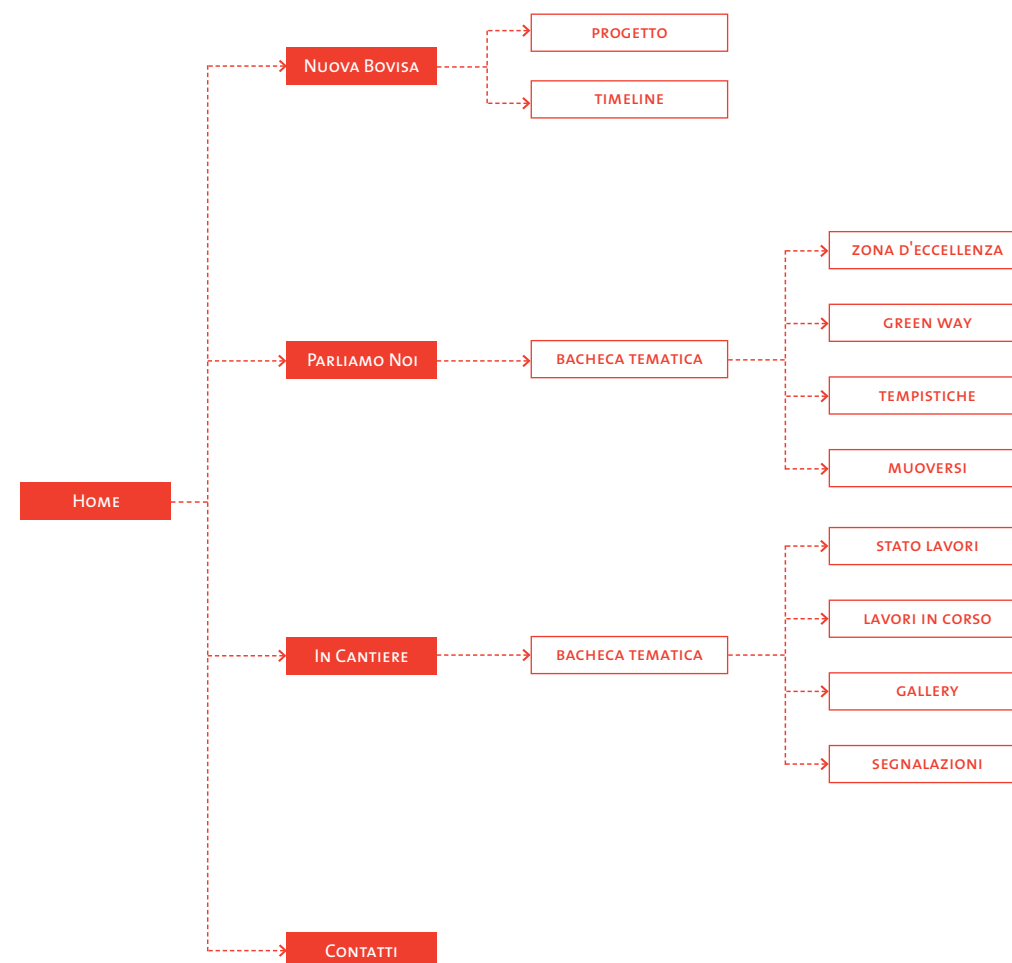 Home
Nuova Bovisa
PROGETTO
TIMELINE
Parliamo Noi
BACHECA TEMATICA
ZONA D'ECCELLENZA
GREEN WAY
TEMPISTICHE
MUOVERSI
In Cantiere
BACHECA TEMATICA
STATO LAVORI
LAVORI IN CORSO
GALLERY
SEGNALAZIONI
Contatti